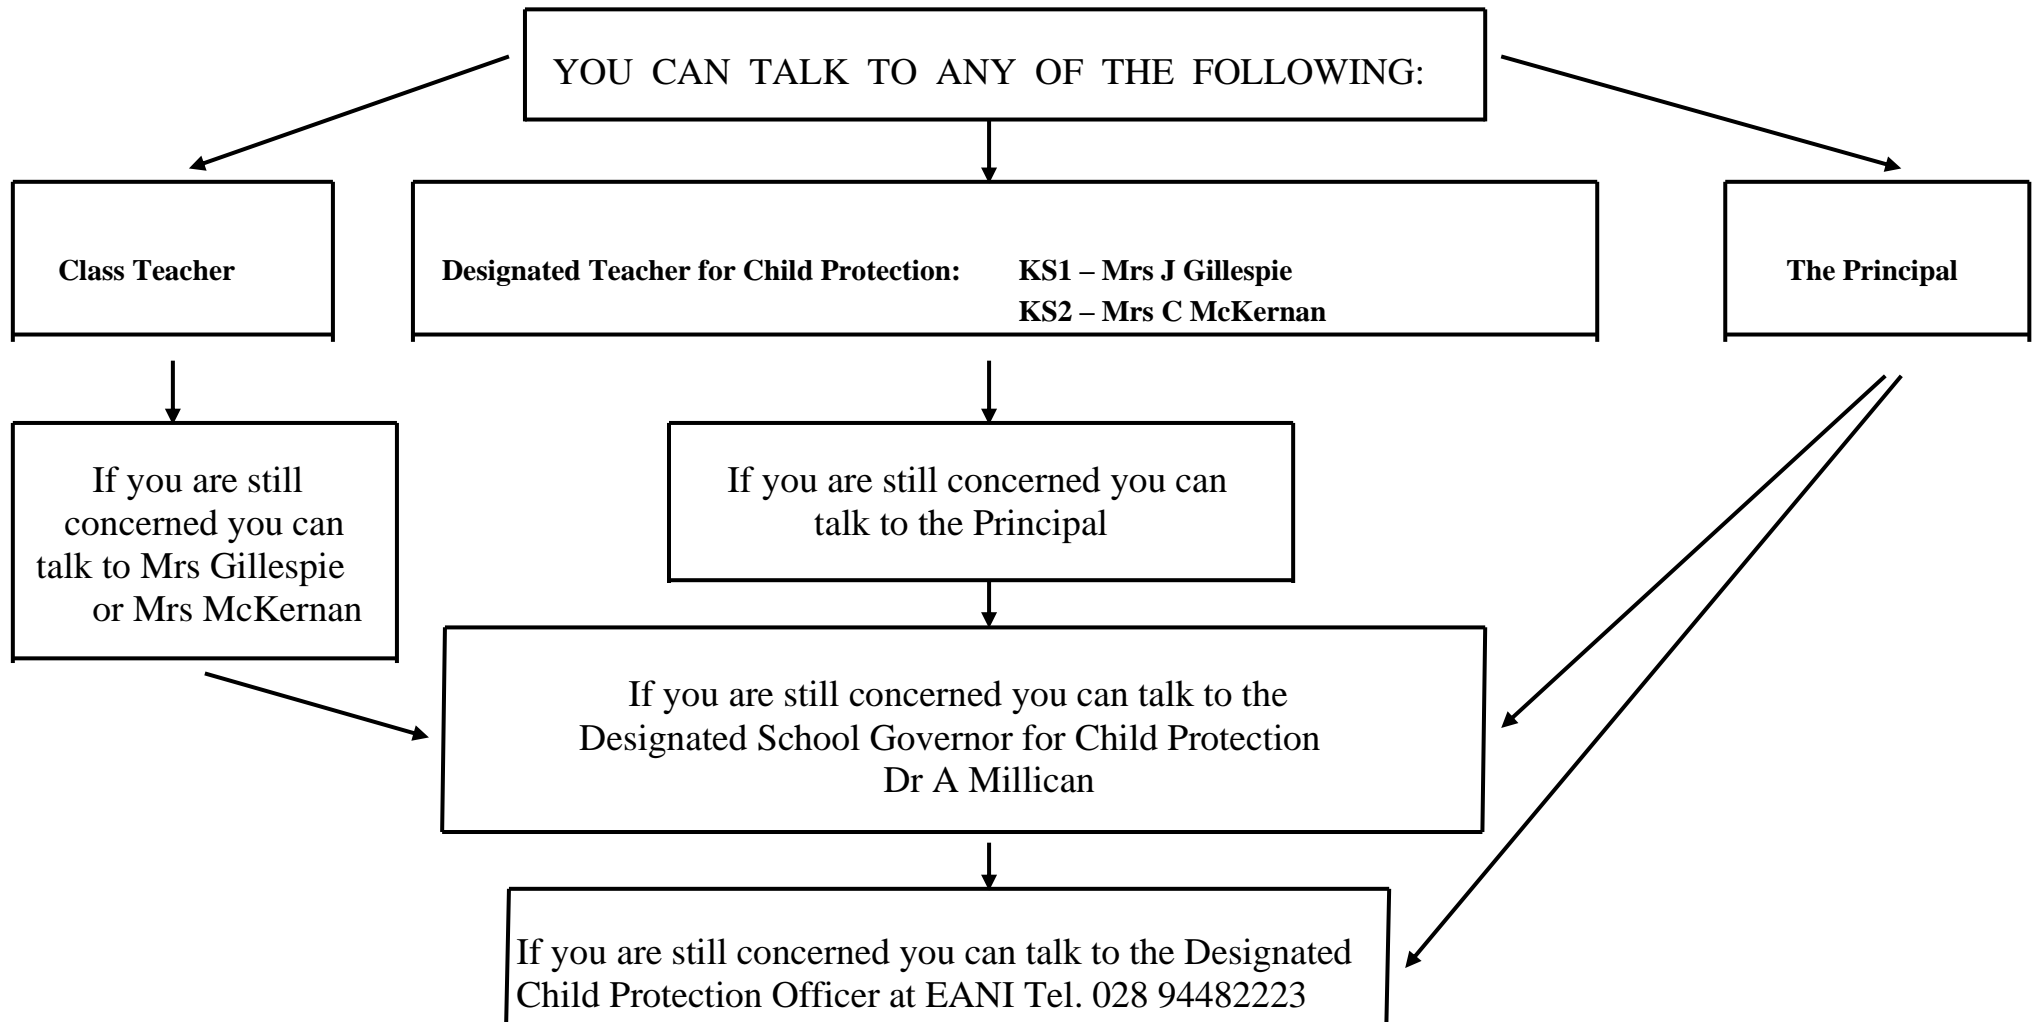 YOU CAN TALK TO ANY OF THE FOLLOWING:
Class Teacher
Designated Teacher for Child Protection: KS1 – Mrs J Gillespie
KS2 – Mrs C McKernan
The Principal
If you are still
concerned you can
talk to Mrs Gillespie
or Mrs McKernan
If you are still concerned you can
talk to the Principal
If you are still concerned you can talk to the
Designated School Governor for Child Protection
Dr A Millican
If you are still concerned you can talk to the Designated
Child Protection Officer at EANI Tel. 028 94482223